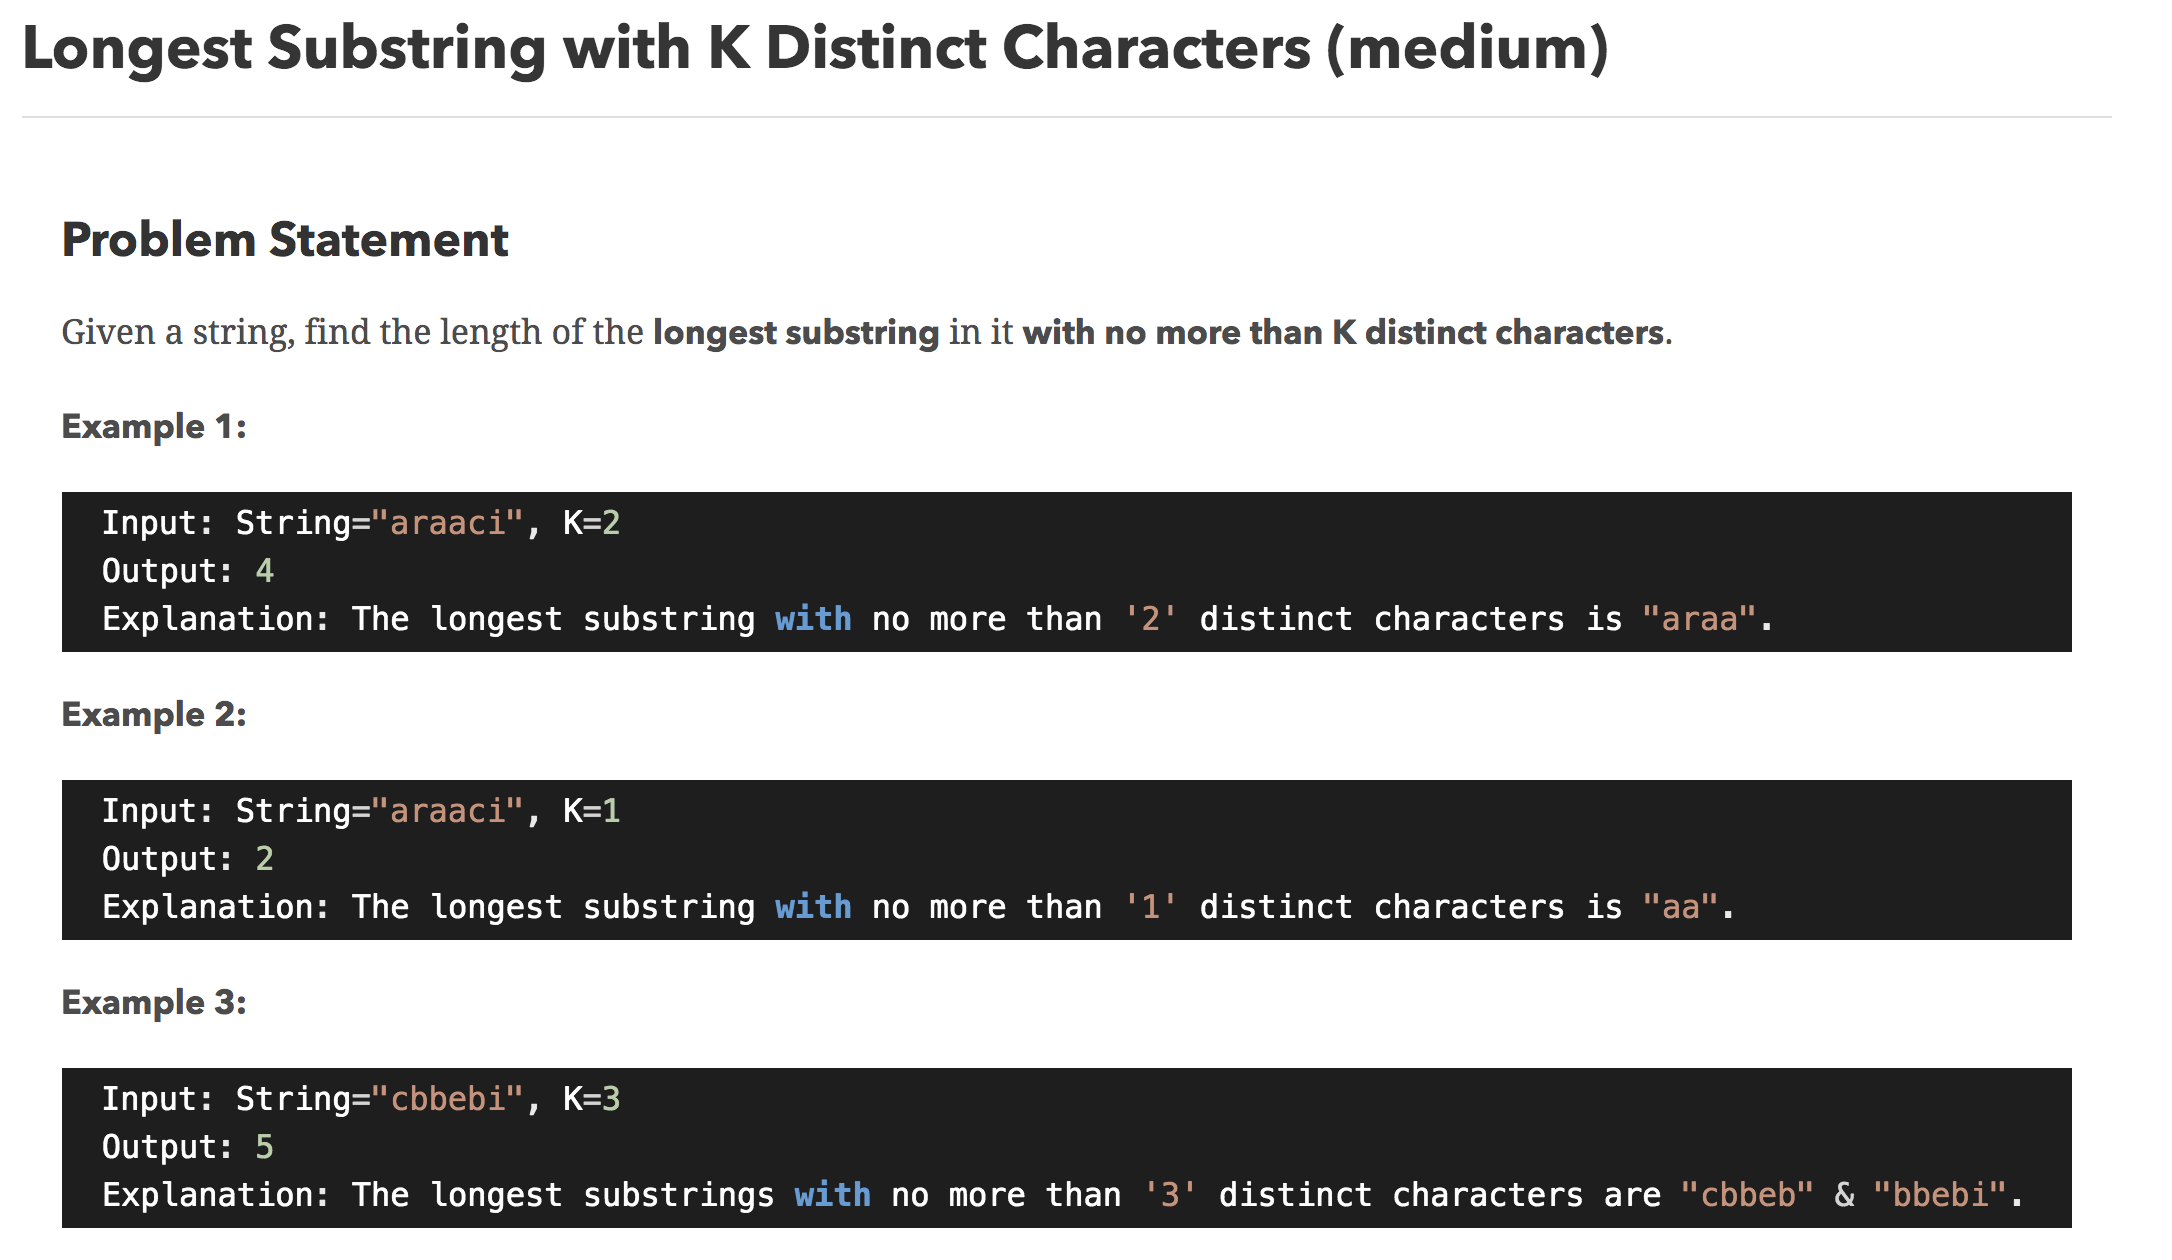 Longest Substring with K Distinct Characters (medium)
Problem Statement
Given a string, find the length of the longest substring in it with no more than K distinct characters.
Example 1:
Input: String="araaci", K=2
Output: 4
Explanation: The longest substring with no more than '2' distinct characters is "araa".
Example 2:
Input: String="araaci", K=1
Output: 2
Explanation: The longest substring with no more than '1' distinct characters is "aa".
Example 3:
Input: String="cbbebi", K=3
Output: 5
Explanation: The longest substrings with no more than '3' distinct characters are "cbbeb" & "bbebi".